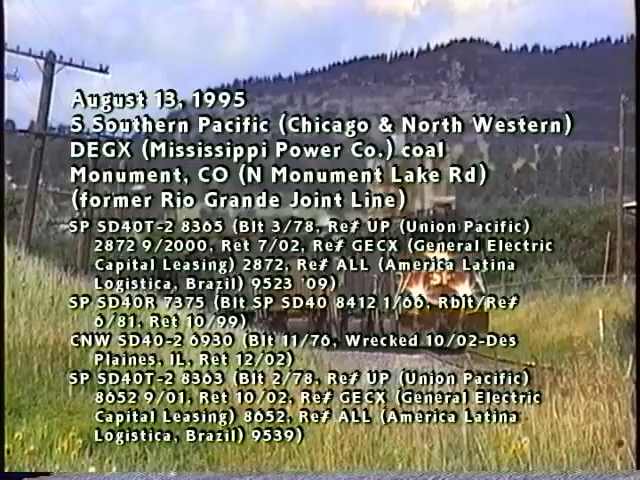 August 13, 1995
S Southern Pacific (Chicago & North Western)
DEGX (Mississippi Power Co.) coal
Monument, CO (N Monument Lake Rd)
(former Rio Grande Joint Line)
SP SD40T-2 8365 (Blt 3/78, Re# UP (Union Pacific)
2872 9/2000, Ret 7/02, Re# GECX (General Electric
Capital Leasing) 2872, Re# ALL (America Latina
Logistica, Brazil) 9523 '09)
SP SD40R 7375 (Blt SP SD40 8412 1/66, Rblt/Re#
6/81, Ret 10/99)
CNW SD40-2 6930 (Blt 11/76, Wrecked 10/02-Des
Plaines, IL, Ret 12/02)
SP SD40T-2 8363 (Blt 2/78, Re# UP (Union Pacific)
8652 9/01, Ret 10/02, Re# GECX (General Electric
Capital Leasing) 8652, Re# ALL (America Latina
Logistica, Brazil) 9539)